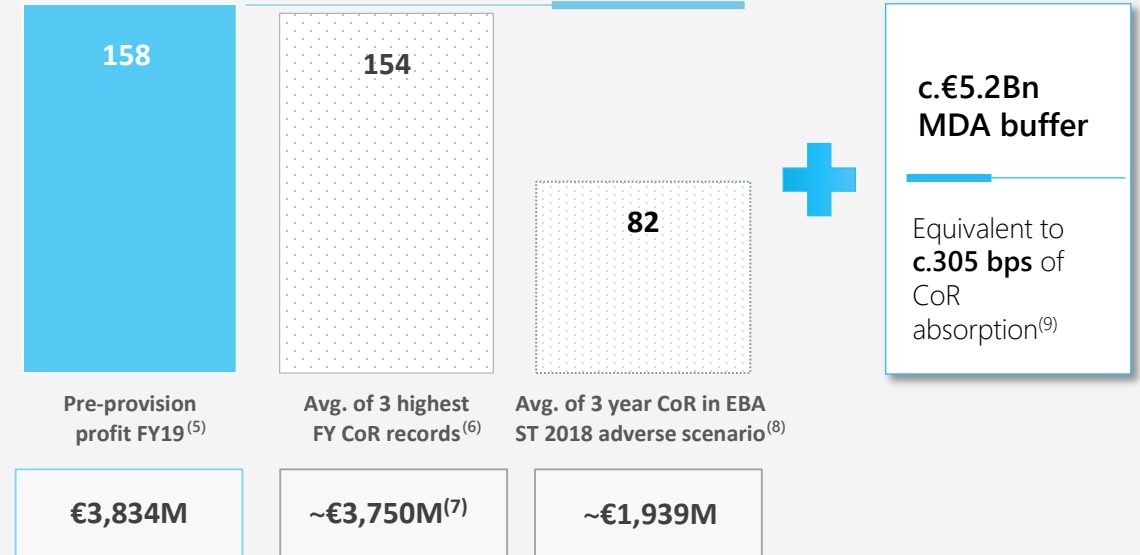 158
154
82
c.€5.2Bn
MDA buffer
Equivalent to
c.305 bps of
CoR
absorption(9)
Pre-provision
profit FY19(5)
Avg. of 3 highest
FY CoR records(6)
Avg. of 3 year CoR in EBA
ST 2018 adverse scenario(8)
€3,834M
~€3,750M(7)
~€1,939M